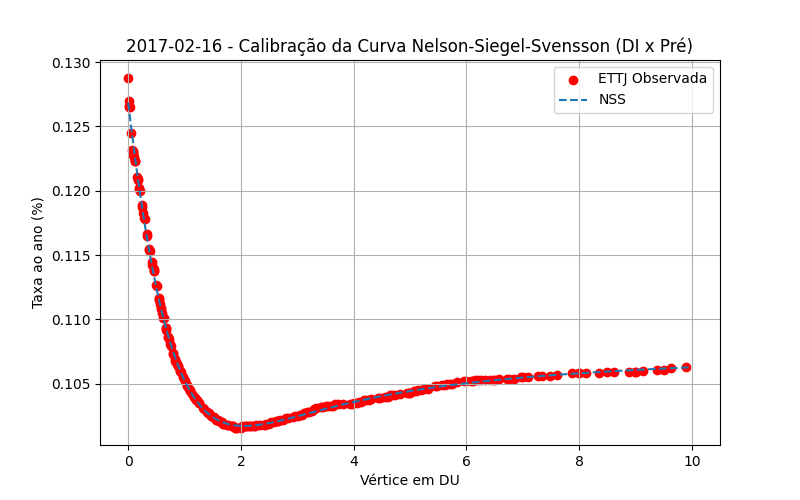 2017-02-16 - Calibração da Curva Nelson-Siegel-Svensson (DI x Pré)
ETTJ Observada
NSS
0.130
0.125
0.120
0.115
0.110
0.105
Taxa ao ano (%)
0 2 4 6 8 10
Vértice em DU